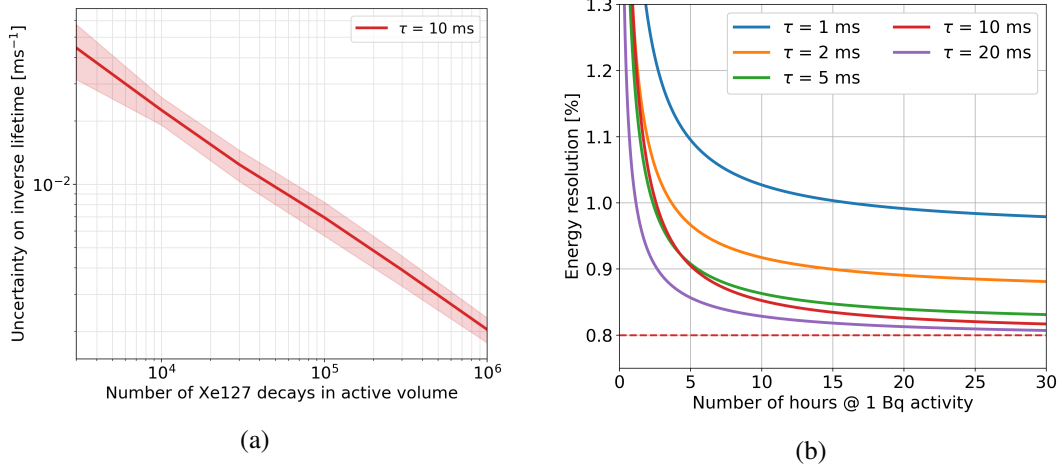 τ = 10 ms
Uncertainty on inverse lifetime [ms⁻¹]
10⁻²
10⁴
10⁵
10⁶
Number of Xe127 decays in active volume
(a)
τ = 1 ms
τ = 2 ms
τ = 5 ms
τ = 10 ms
τ = 20 ms
Energy resolution [%]
1.3
1.2
1.1
1.0
0.9
0.8
0 5 10 15 20 25 30
Number of hours @ 1 Bq activity
(b)